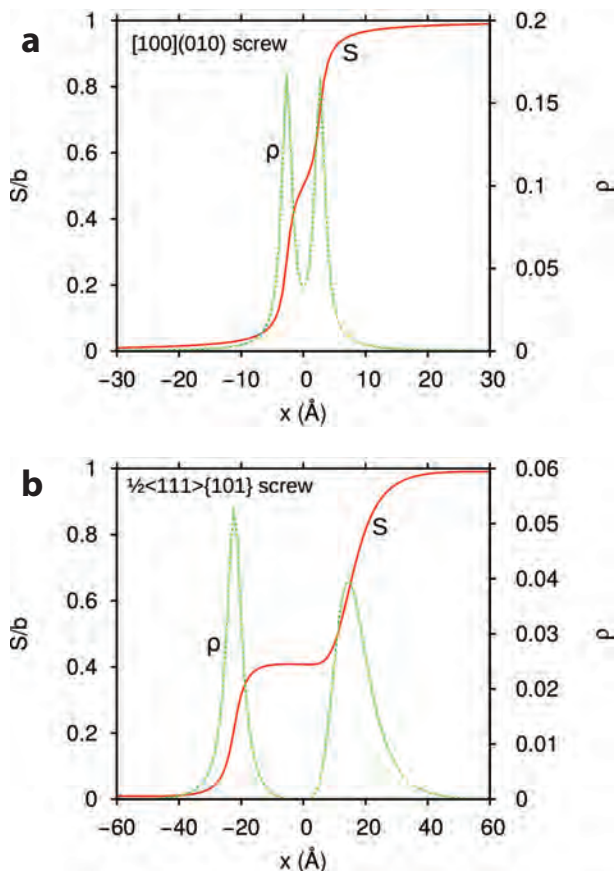 a
[100](010) screw
S
ρ
S/b
ρ
1
0.8
0.6
0.4
0.2
0
0.2
0.15
0.1
0.05
0
−30 −20 −10 0 10 20 30
x (Å)
b
½<111>{101} screw
S
ρ
S/b
ρ
1
0.8
0.6
0.4
0.2
0
0.06
0.05
0.04
0.03
0.02
0.01
0
−60 −40 −20 0 20 40 60
x (Å)